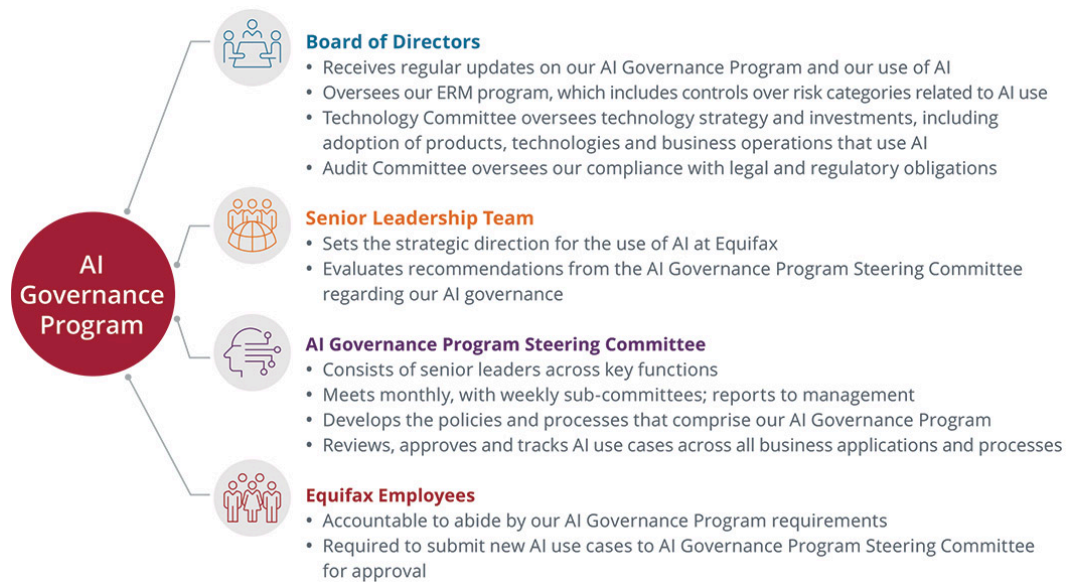 AI
Governance
Program
Board of Directors
• Receives regular updates on our AI Governance Program and our use of AI
• Oversees our ERM program, which includes controls over risk categories related to AI use
• Technology Committee oversees technology strategy and investments, including
adoption of products, technologies and business operations that use AI
• Audit Committee oversees our compliance with legal and regulatory obligations
Senior Leadership Team
• Sets the strategic direction for the use of AI at Equifax
• Evaluates recommendations from the AI Governance Program Steering Committee
regarding our AI governance
AI Governance Program Steering Committee
• Consists of senior leaders across key functions
• Meets monthly, with weekly sub-committees; reports to management
• Develops the policies and processes that comprise our AI Governance Program
• Reviews, approves and tracks AI use cases across all business applications and processes
Equifax Employees
• Accountable to abide by our AI Governance Program requirements
• Required to submit new AI use cases to AI Governance Program Steering Committee
for approval